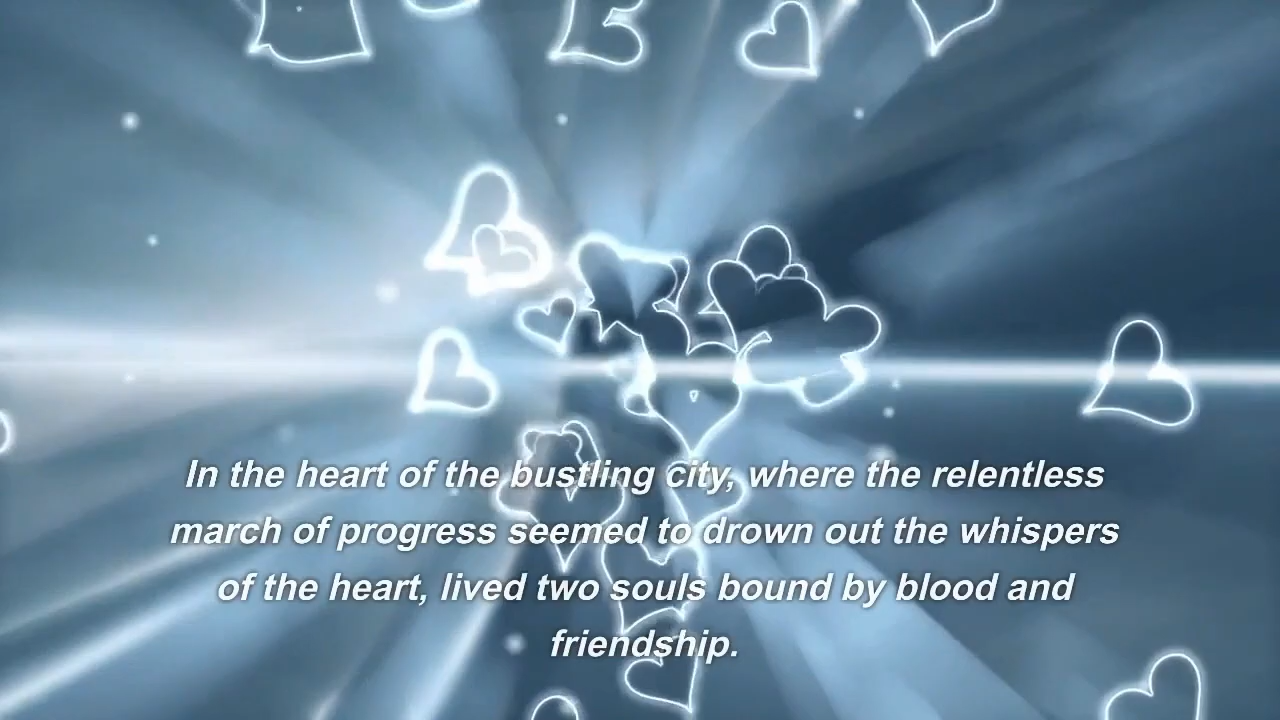 In the heart of the bustling city, where the relentless
march of progress seemed to drown out the whispers
of the heart, lived two souls bound by blood and
friendship.